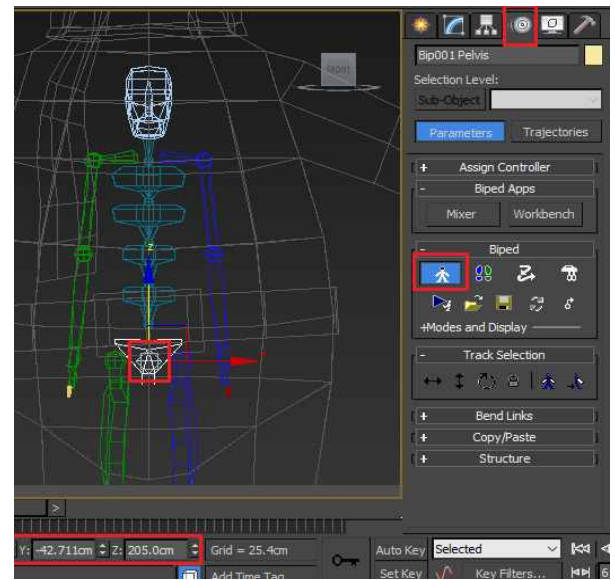 Bip001 Pelvis
Selection Level:
Sub-Object
Parameters Trajectories
+ Assign Controller
- Biped Apps
Mixer Workbench
- Biped
+Modes and Display
- Track Selection
+ Bend Links
+ Copy/Paste
+ Structure
FRONT
z
>
Y: -42.711cm Z: 205.0cm Grid = 25.4cm Auto Key Selected
Add Time Tag Set Key Key Filters...